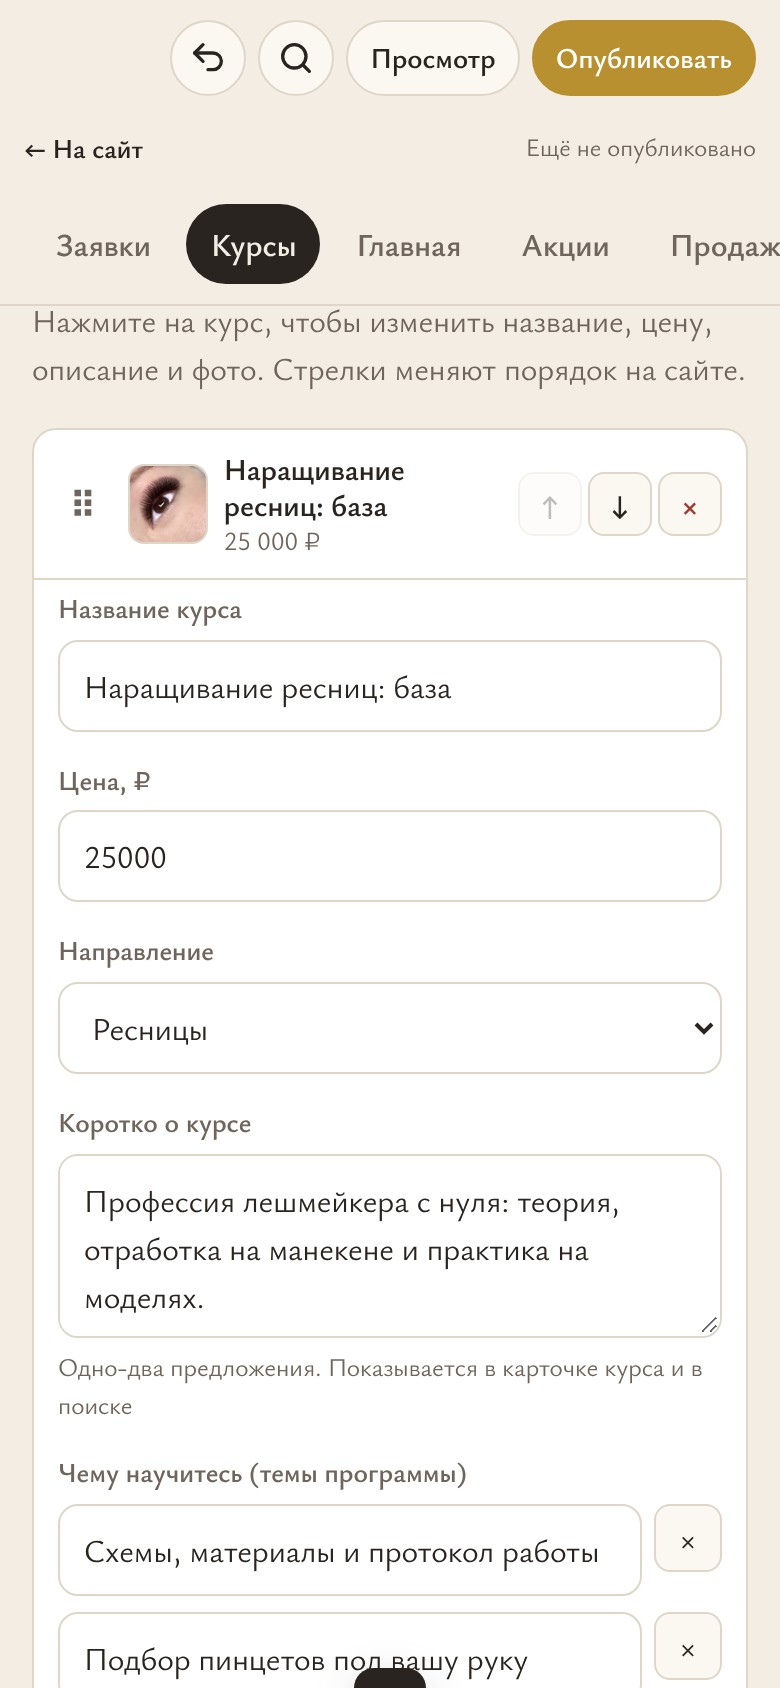 Просмотр
Опубликовать
← На сайт
Ещё не опубликовано
Заявки
Курсы
Главная
Акции
Продаж
Нажмите на курс, чтобы изменить название, цену,
описание и фото. Стрелки меняют порядок на сайте.
Наращивание
ресниц: база
25 000 ₽
↑
↓
×
Название курса
Наращивание ресниц: база
Цена, ₽
25000
Направление
Ресницы
Коротко о курсе
Профессия лешмейкера с нуля: теория,
отработка на манекене и практика на
моделях.
Одно-два предложения. Показывается в карточке курса и в
поиске
Чему научитесь (темы программы)
Схемы, материалы и протокол работы
×
Подбор пинцетов под вашу руку
×